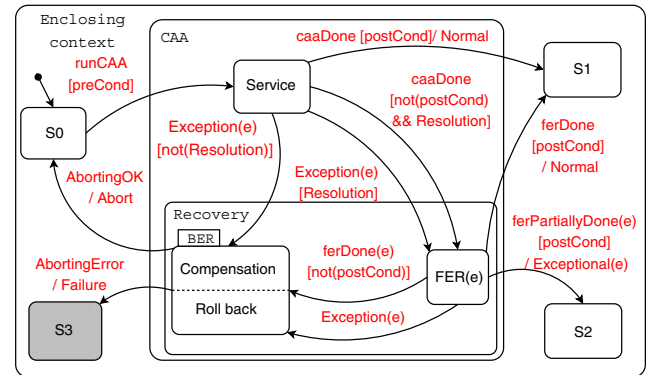 Enclosing
context
CAA
caaDone [postCond]/ Normal
runCAA
[preCond]
Service
S1
S0
caaDone
[not(postCond)
&& Resolution]
Exception(e)
[not(Resolution)]
ferDone
[postCond]
/ Normal
AbortingOK
/ Abort
Exception(e)
[Resolution]
Recovery
BER
ferPartiallyDone(e)
[postCond]
/ Exceptional(e)
AbortingError
/ Failure
Compensation
ferDone(e)
[not(postCond)]
FER(e)
Roll back
Exception(e)
S3
S2